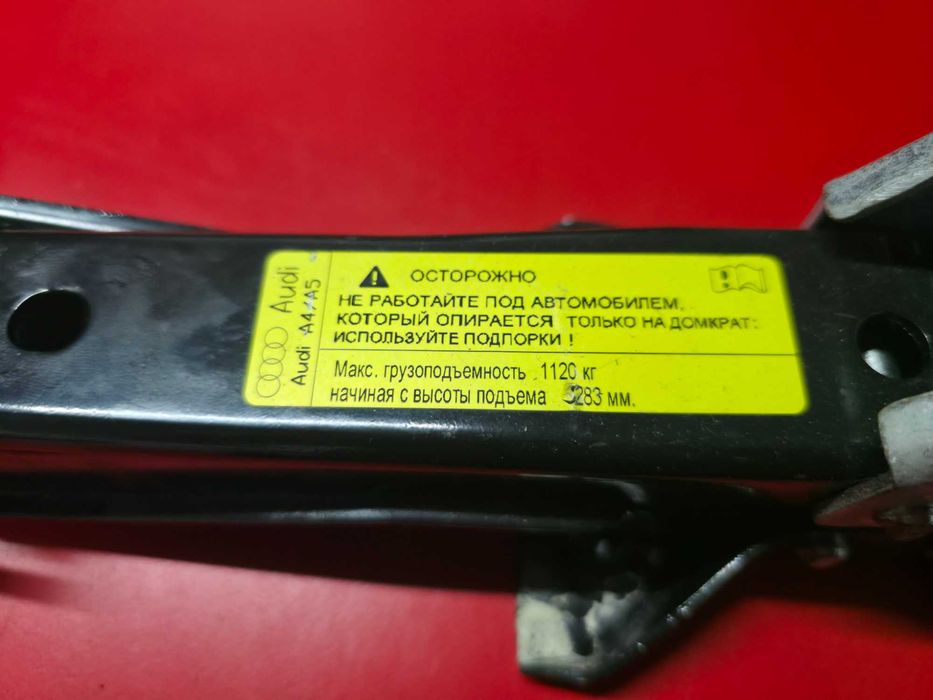 Audi
Audi A4/A5
ОСТОРОЖНО
НЕ РАБОТАЙТЕ ПОД АВТОМОБИЛЕМ,
КОТОРЫЙ ОПИРАЕТСЯ ТОЛЬКО НА ДОМКРАТ:
ИСПОЛЬЗУЙТЕ ПОДПОРКИ !
Макс. грузоподъемность 1120 кг
начиная с высоты подъема 283 мм.